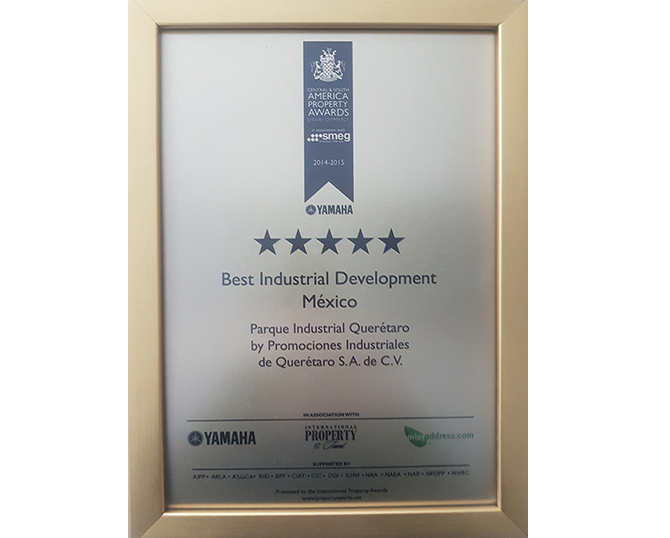 CENTRAL & SOUTH
AMERICA
PROPERTY
AWARDS
DEVELOPMENT
IN ASSOCIATION WITH
smeg
2014-2015
YAMAHA
Best Industrial Development
México
Parque Industrial Querétaro
by Promociones Industriales
de Querétaro S.A. de C.V.
IN ASSOCIATION WITH
YAMAHA
INTERNATIONAL
PROPERTY
& Travel
address.com
SUPPORTED BY
AIPP • ARLA • ASGCA • BIID • BPP • CIAT • CIC • DQI • IUHM • NAA • NAEA • NAR • NFOPP • NHBC
Presented by the International Property Awards
www.propertyawards.net